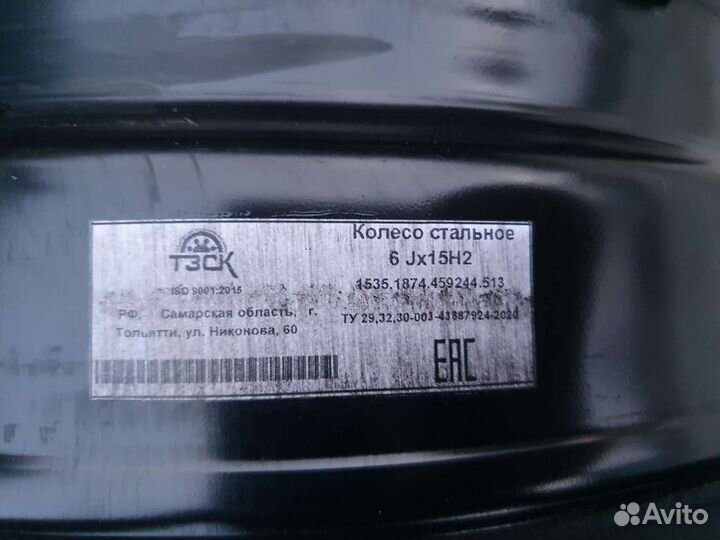 ТЗСК
ISO 9001:2015
РФ, Самарская область, г.
Тольятти, ул. Никонова, 60
Колесо стальное
6 Jx15H2
1535.1874.459244.513
ТУ 29,32,30-003-43887924-2020
ЕАС
Avito